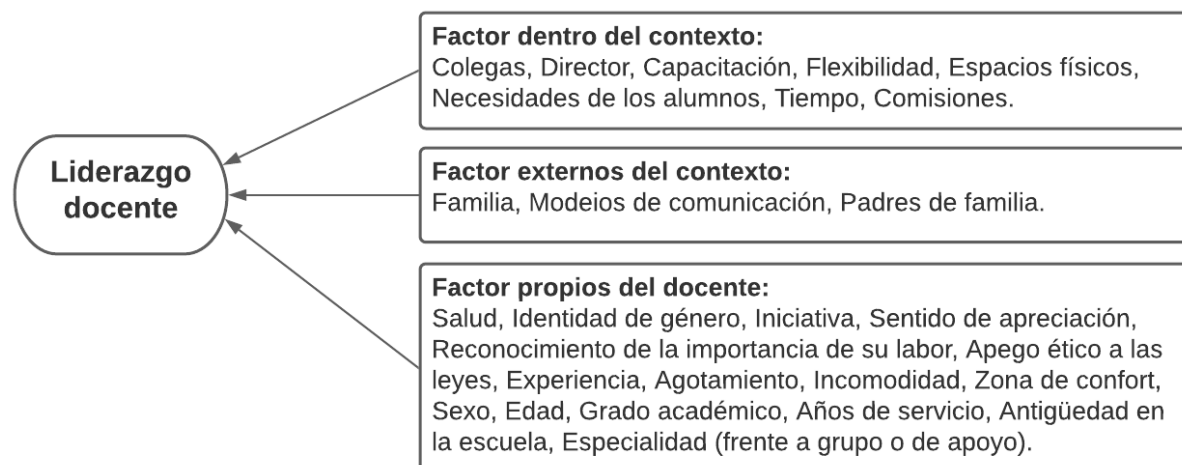 Liderazgo
docente
Factor dentro del contexto:
Colegas, Director, Capacitación, Flexibilidad, Espacios físicos,
Necesidades de los alumnos, Tiempo, Comisiones.
Factor externos del contexto:
Familia, Modeios de comunicación, Padres de familia.
Factor propios del docente:
Salud, Identidad de género, Iniciativa, Sentido de apreciación,
Reconocimiento de la importancia de su labor, Apego ético a las
leyes, Experiencia, Agotamiento, Incomodidad, Zona de confort,
Sexo, Edad, Grado académico, Años de servicio, Antigüedad en
la escuela, Especialidad (frente a grupo o de apoyo).